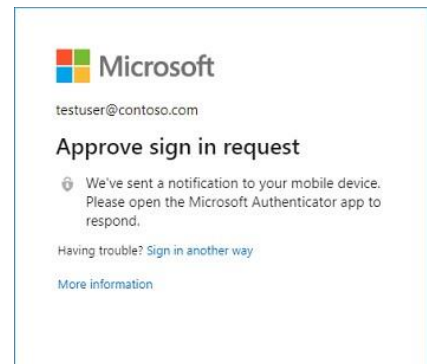 Microsoft
testuser@contoso.com
Approve sign in request
We've sent a notification to your mobile device.
Please open the Microsoft Authenticator app to
respond.
Having trouble? Sign in another way
More information